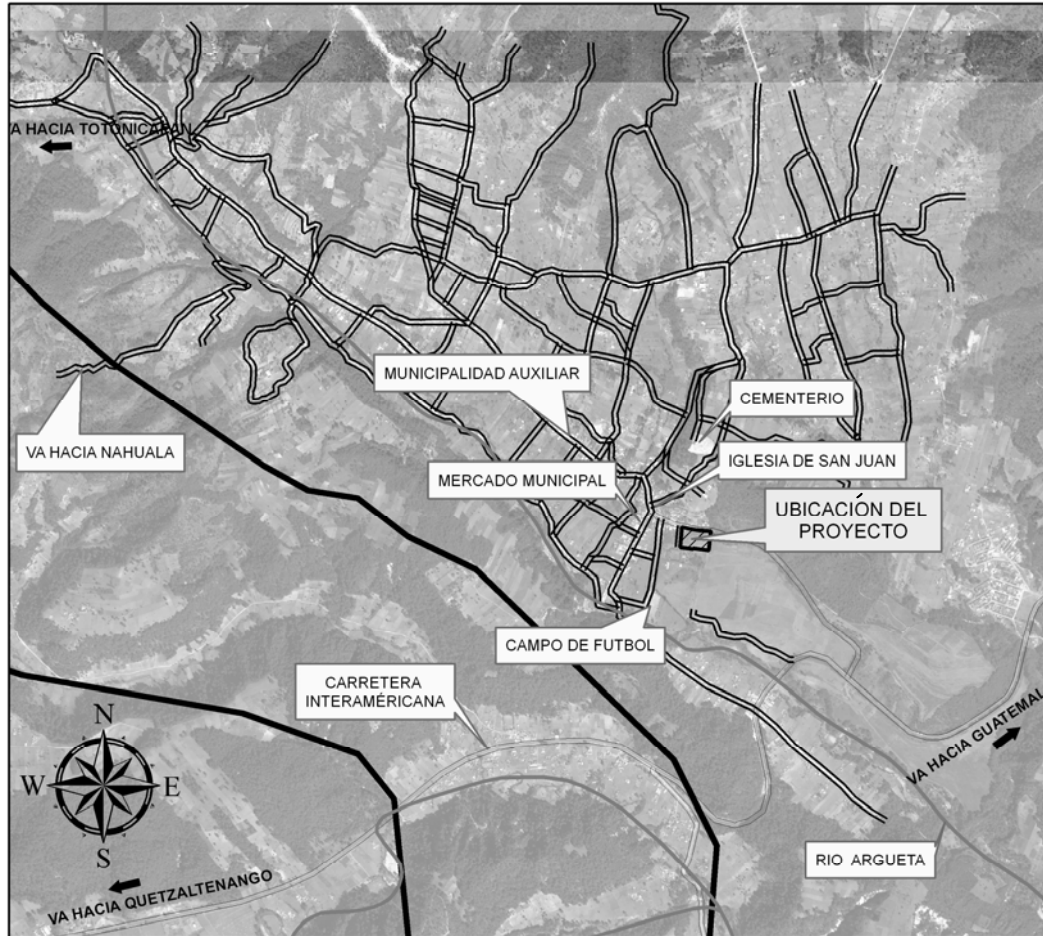 VA HACIA TOTONICAPAN
MUNICIPALIDAD AUXILIAR
CEMENTERIO
VA HACIA NAHUALA
IGLESIA DE SAN JUAN
MERCADO MUNICIPAL
UBICACIÓN DEL
PROYECTO
CAMPO DE FUTBOL
CARRETERA
INTERAMÉRICANA
N
W
E
S
VA HACIA GUATEMALA
RIO ARGUETA
VA HACIA QUETZALTENANGO